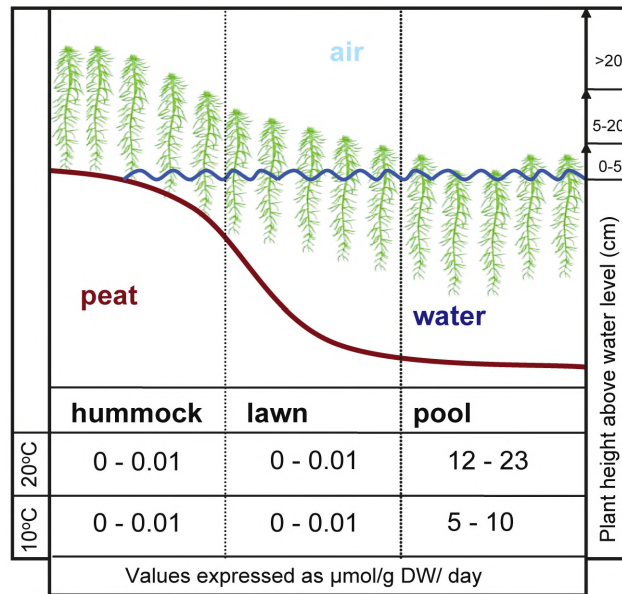 air
>20
5-20
0-5
peat
water
Plant height above water level (cm)
hummock lawn pool
20ºC 0 - 0.01 0 - 0.01 12 - 23
10ºC 0 - 0.01 0 - 0.01 5 - 10
Values expressed as µmol/g DW/ day